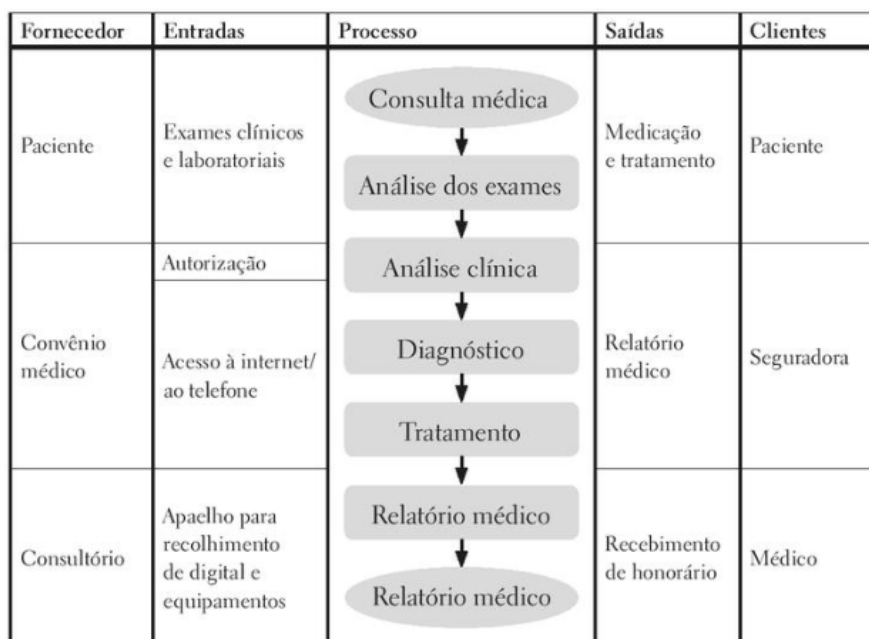 Fornecedor
Entradas
Processo
Saídas
Clientes
Paciente
Exames clínicos
e laboratoriais
Consulta médica
Análise dos exames
Medicação
e tratamento
Paciente
Convênio
médico
Autorização
Acesso à internet/
ao telefone
Análise clínica
Diagnóstico
Tratamento
Relatório
médico
Seguradora
Consultório
Apaelho para
recolhimento
de digital e
equipamentos
Relatório médico
Relatório médico
Recebimento
de honorário
Médico